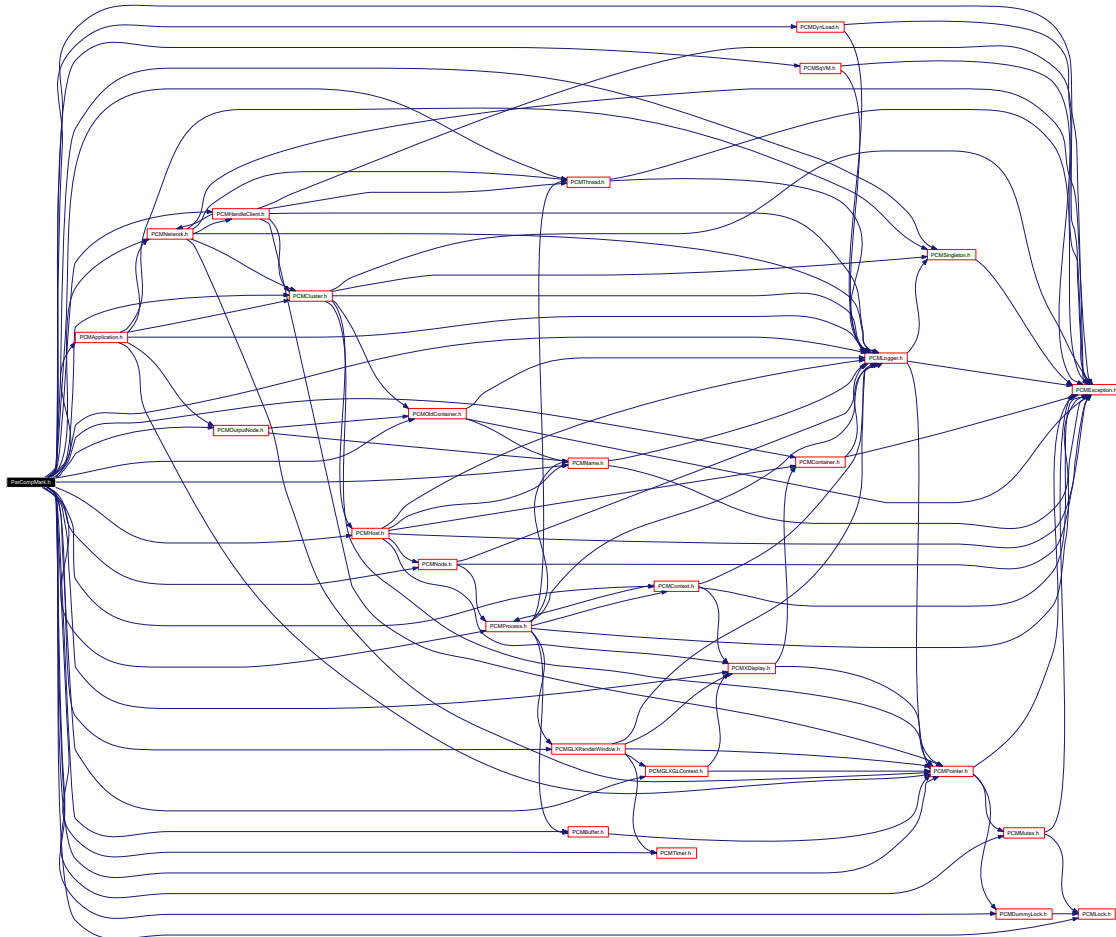 PCMDynLoad.h
PCMSqVM.h
PCMThread.h
PCMHandleClient.h
PCMNetwork.h
PCMSingleton.h
PCMCluster.h
PCMApplication.h
PCMLogger.h
PCMException.h
PCMOldContainer.h
PCMOutputNode.h
PCMContainer.h
PCMName.h
ParCompMark.h
PCMHost.h
PCMNode.h
PCMContext.h
PCMProcess.h
PCMXDisplay.h
PCMGLXRenderWindow.h
PCMGLXGLContext.h
PCMPointer.h
PCMBuffer.h
PCMMutex.h
PCMTimer.h
PCMDummyLock.h
PCMLock.h